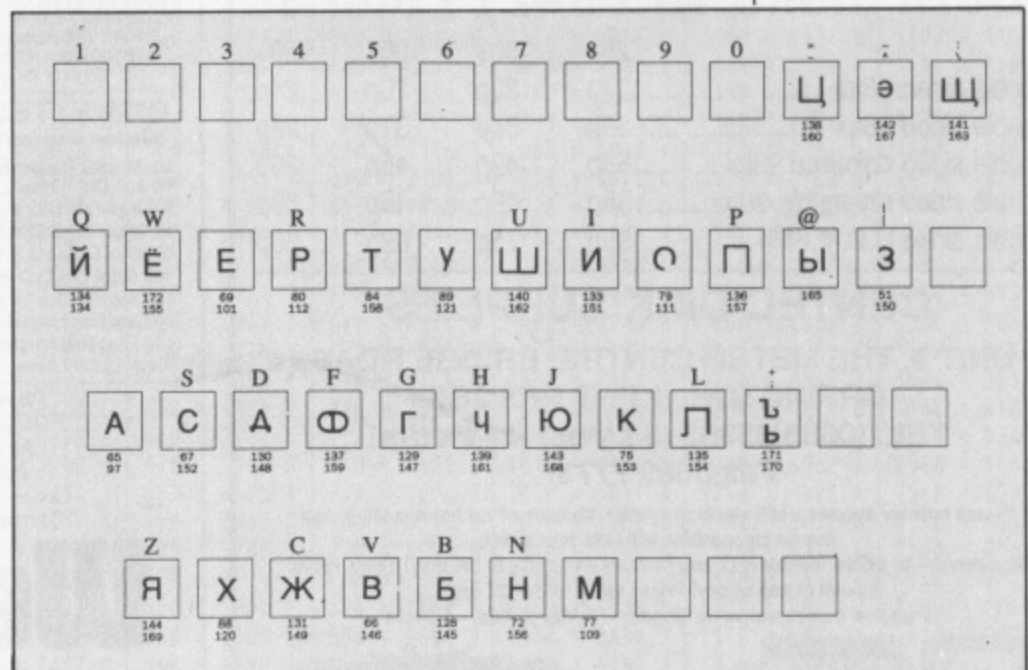 1 2 3 4 5 6 7 8 9 0 - ~ ¦
Ц ə Щ
138 142 141
160 167 163
Q W R U I P @
Й Ё Е Р Т У Ш И О П Ы З
134 172 69 80 84 89 140 133 79 136 165 51
134 155 101 112 158 121 162 151 111 157 150
S D F G H J L ;
А С Д Ф Г Ч Ю К Л Ъ
Ь
65 67 130 137 129 139 143 75 135 171
97 152 148 159 147 161 168 153 154 170
Z C V B N
Я Х Ж В Б Н М
144 88 131 66 128 72 77
169 120 149 146 145 156 109